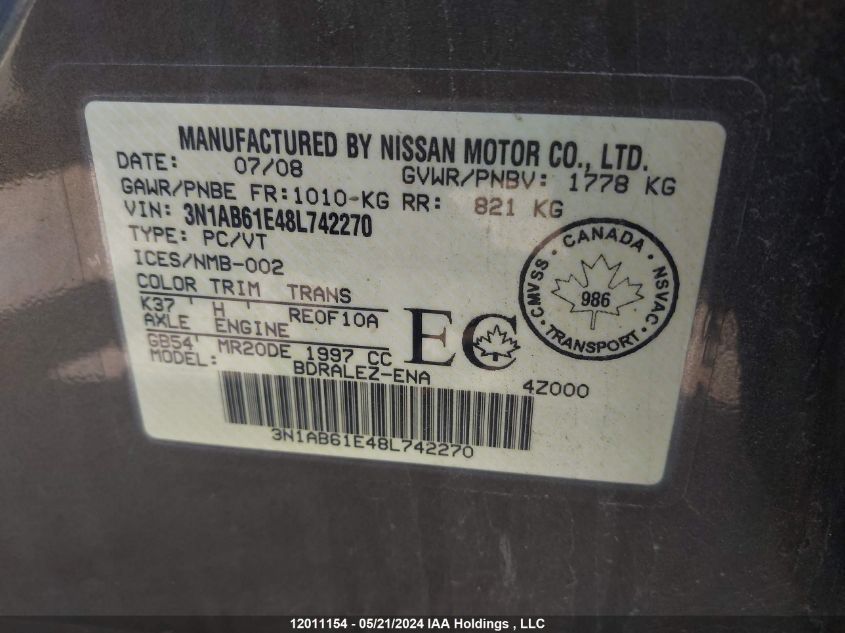 MANUFACTURED BY NISSAN MOTOR CO., LTD.
DATE: 07/08 GVWR/PNBV: 1778 KG
GAWR/PNBE FR:1010-KG RR: 821 KG
VIN: 3N1AB61E48L742270
TYPE: PC/VT
ICES/NMB-002
COLOR TRIM TRANS
K37 ' H ' RE0F10A
AXLE ENGINE
GB54' MR20DE 1997 CC
MODEL: BDRALEZ-ENA
EC
CANADA
CMVSS · NSVAC
986
TRANSPORT
4Z000
3N1AB61E48L742270
12011154 - 05/21/2024 IAA Holdings , LLC